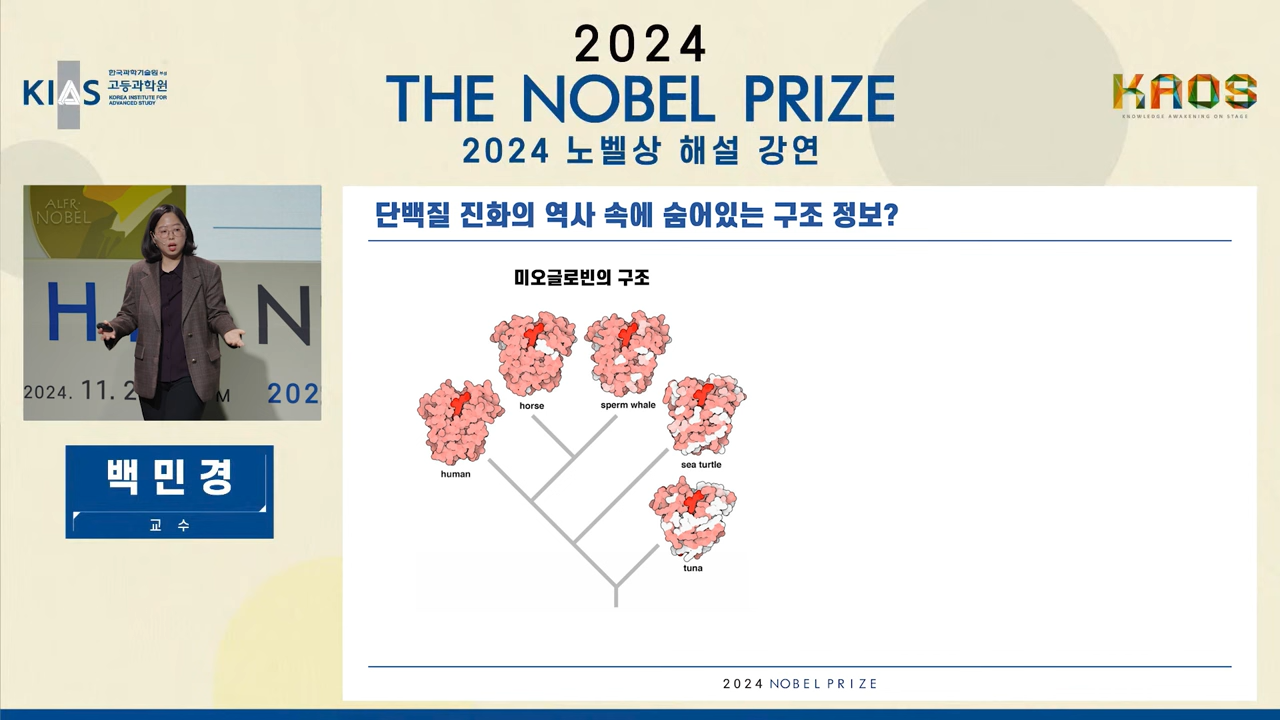 2024
THE NOBEL PRIZE
2024 노벨상 해설 강연
KIAS
한국과학기술원 부설
고등과학원
KOREA INSTITUTE FOR
ADVANCED STUDY
KAOS
KNOWLEDGE AWAKENING ON STAGE
ALFR·
NOBEL
H
N
2024. 11. 2
M
202
백민경
교 수
단백질 진화의 역사 속에 숨어있는 구조 정보?
미오글로빈의 구조
horse
sperm whale
human
sea turtle
tuna
2024 NOBEL PRIZE